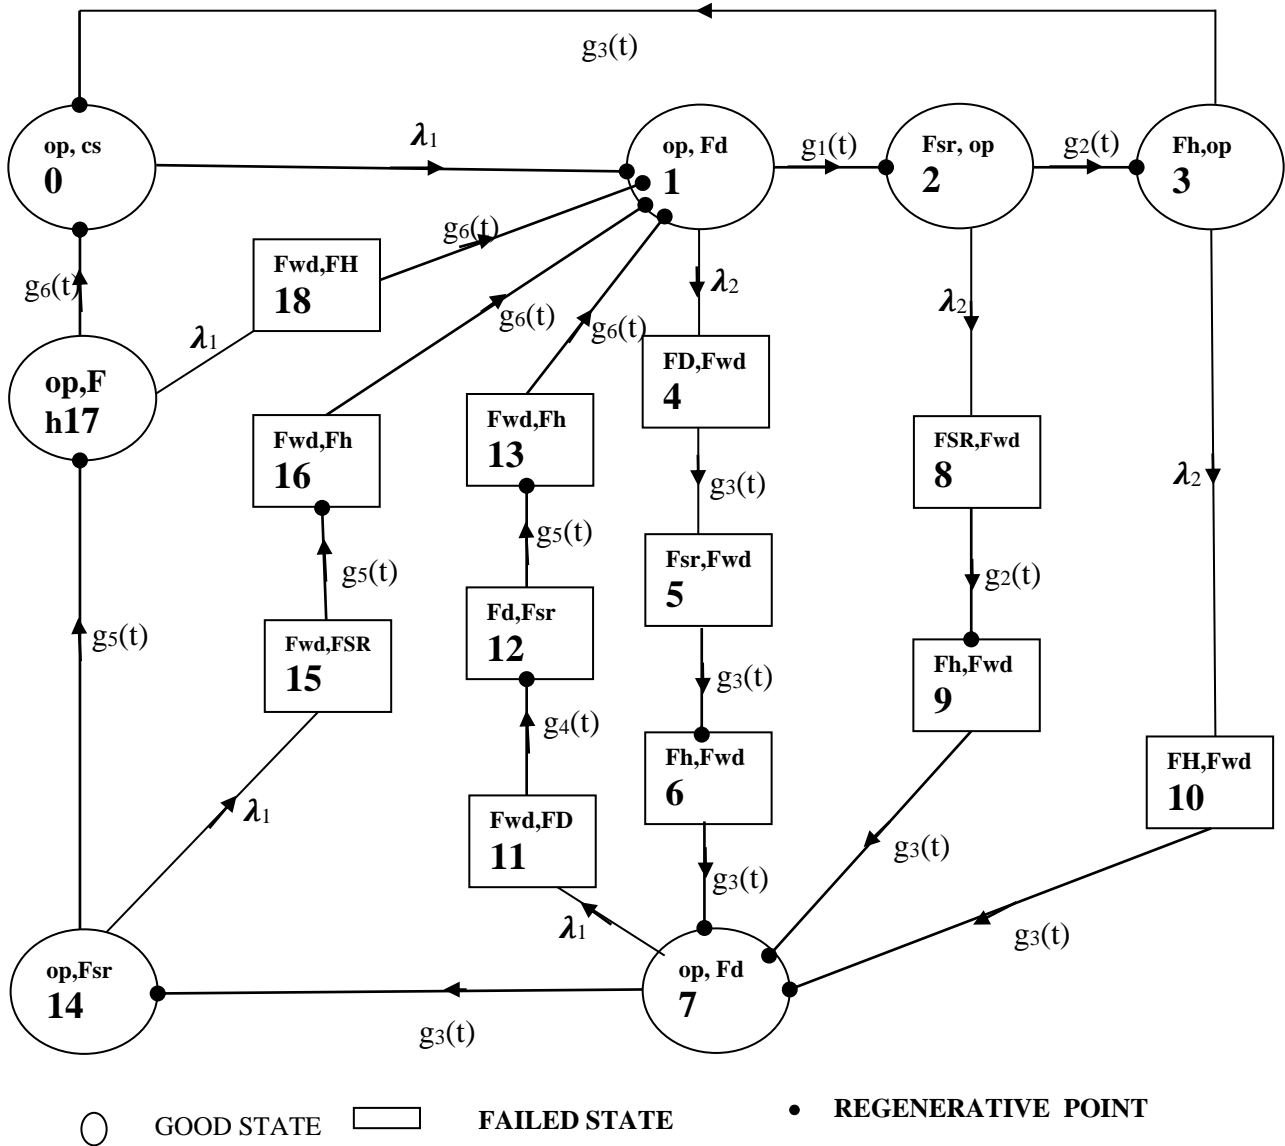 g3(t)
op, cs
0
λ1
op, Fd
1
g1(t)
Fsr, op
2
g2(t)
Fh,op
3
g6(t)
Fwd,FH
18
g6(t)
λ1
op,F
h17
g6(t)
g6(t)
λ2
FD,Fwd
4
λ2
Fwd,Fh
16
Fwd,Fh
13
g3(t)
FSR,Fwd
8
λ2
g5(t)
g5(t)
Fsr,Fwd
5
g2(t)
g5(t)
Fwd,FSR
15
Fd,Fsr
12
g3(t)
Fh,Fwd
9
g4(t)
Fh,Fwd
6
FH,Fwd
10
λ1
Fwd,FD
11
g3(t)
g3(t)
λ1
g3(t)
op,Fsr
14
op, Fd
7
g3(t)
GOOD STATE
FAILED STATE
REGENERATIVE POINT